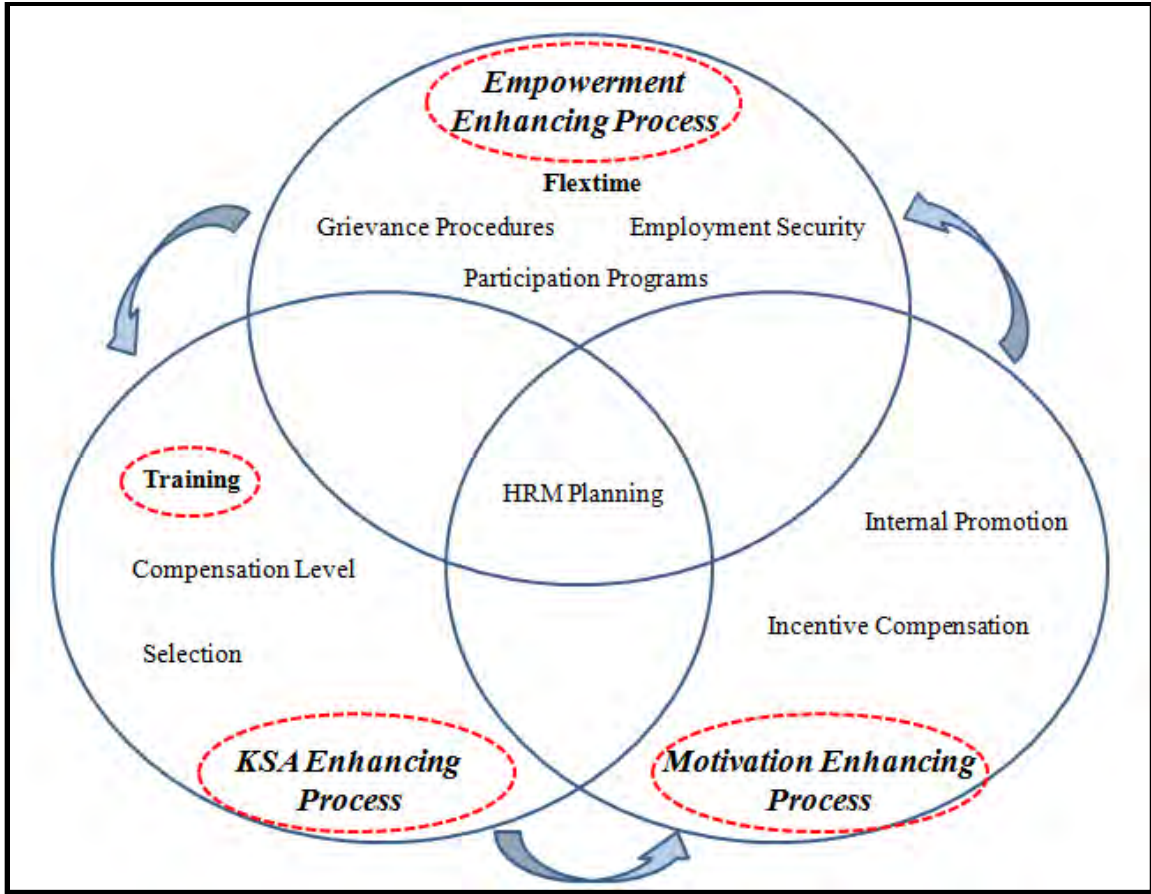 Empowerment
Enhancing Process
Flextime
Grievance Procedures
Employment Security
Participation Programs
Training
HRM Planning
Internal Promotion
Compensation Level
Incentive Compensation
Selection
KSA Enhancing
Process
Motivation Enhancing
Process